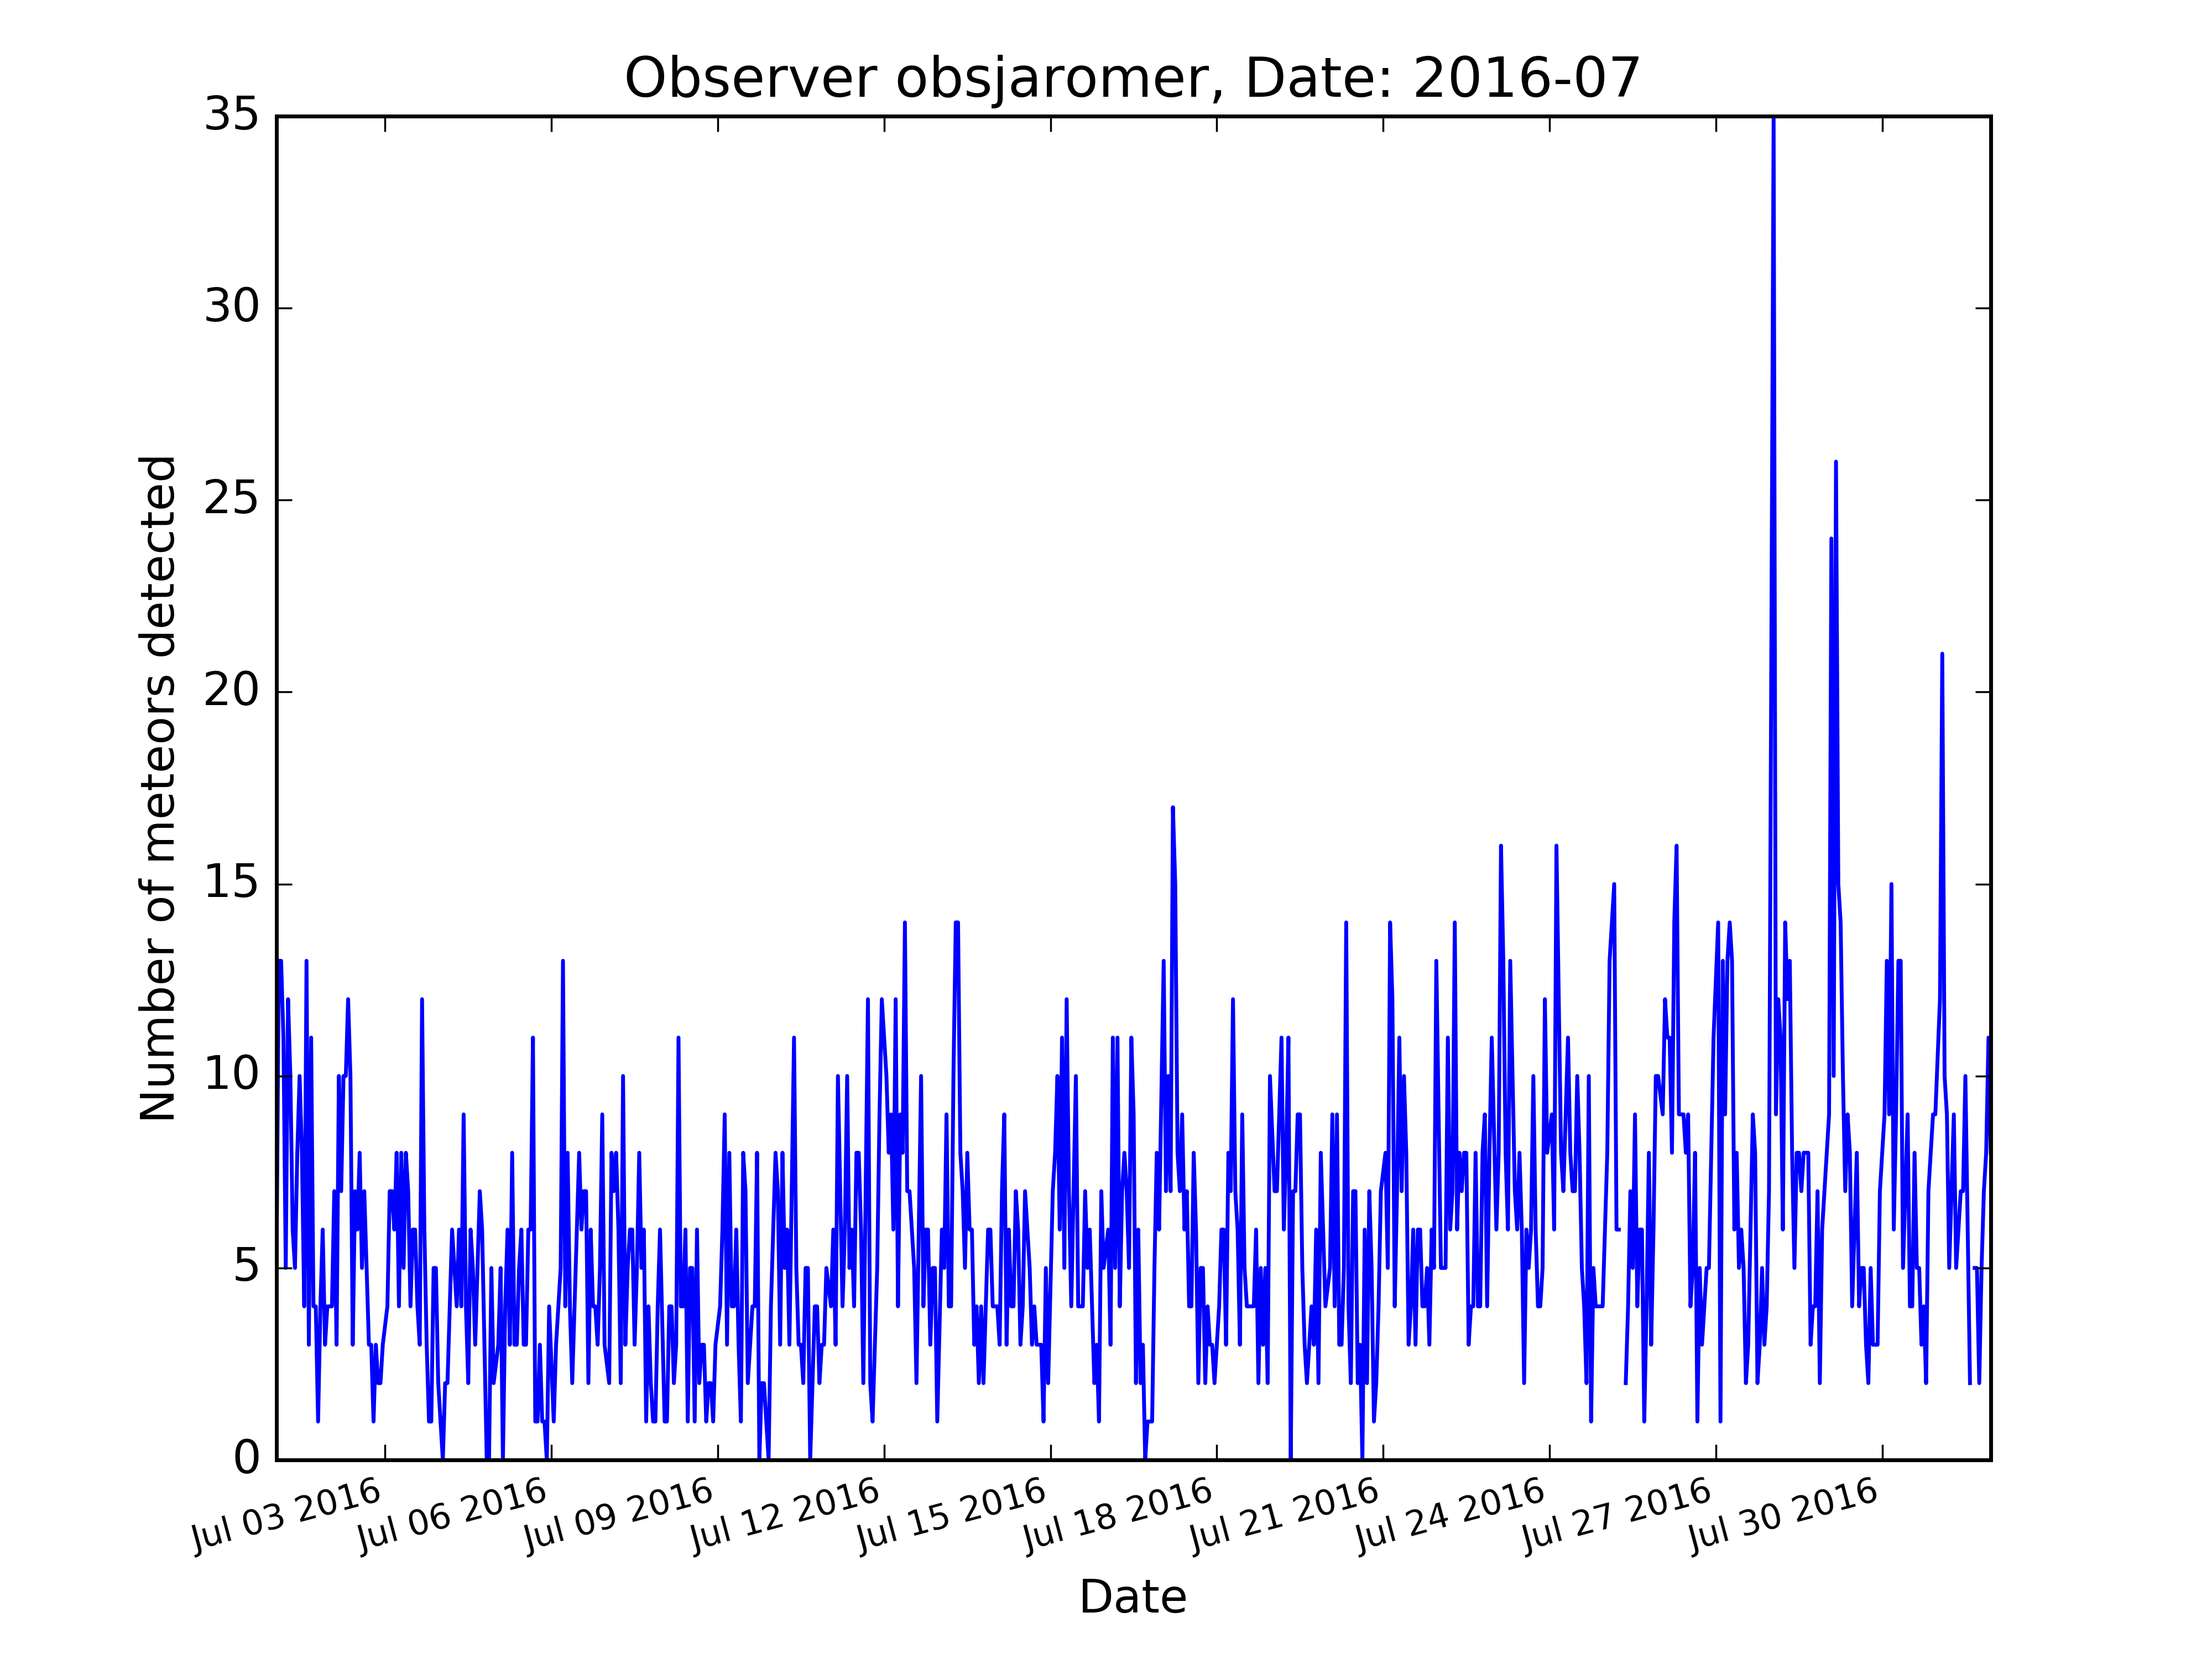 Observer obsjaromer, Date: 2016-07
35
30
25
20
15
10
5
0
Number of meteors detected
Jul 03 2016
Jul 06 2016
Jul 09 2016
Jul 12 2016
Jul 15 2016
Jul 18 2016
Jul 21 2016
Jul 24 2016
Jul 27 2016
Jul 30 2016
Date